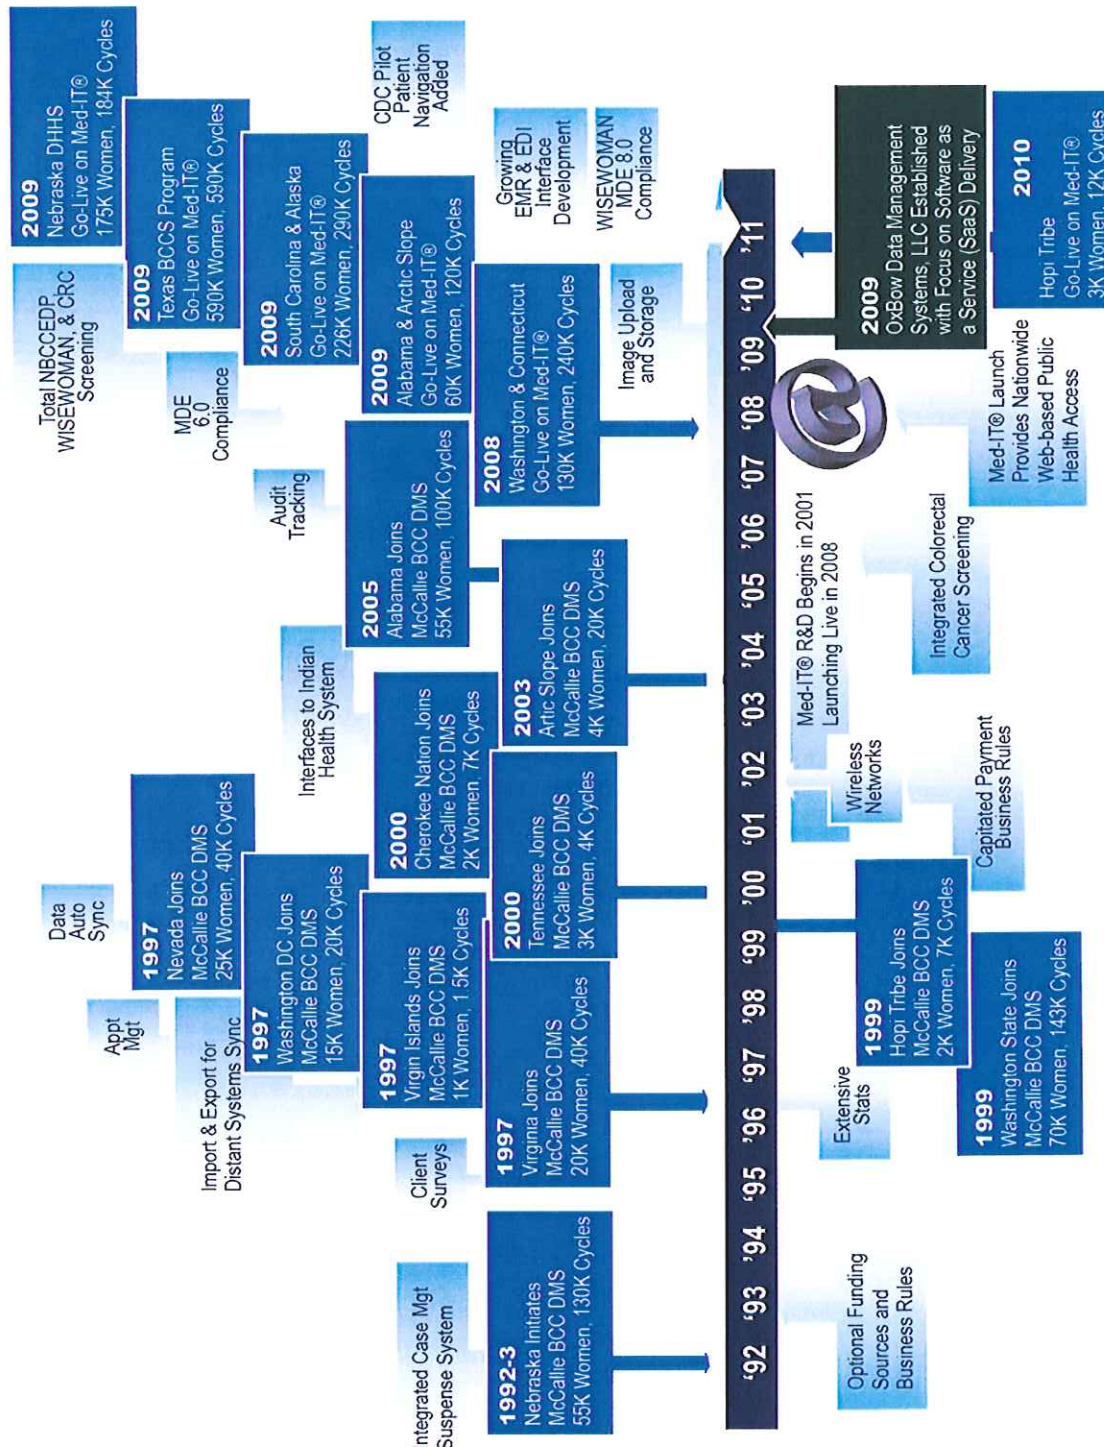 Data
Auto
Sync
Appt
Mgt
Import & Export for
Distant Systems Sync
1997
Nevada Joins
McCallie BCC DMS
25K Women, 40K Cycles
1997
Washington DC Joins
McCallie BCC DMS
15K Women, 20K Cycles
1997
Virgin Islands Joins
McCallie BCC DMS
1K Women, 1.5K Cycles
1997
Virginia Joins
McCallie BCC DMS
20K Women, 40K Cycles
Client
Surveys
Integrated Case Mgt
Suspense System
1992-3
Nebraska Initiates
McCallie BCC DMS
55K Women, 130K Cycles
Interfaces to Indian
Health System
2000
Cherokee Nation Joins
McCallie BCC DMS
2K Women, 7K Cycles
2000
Tennessee Joins
McCallie BCC DMS
3K Women, 4K Cycles
Audit
Tracking
2005
Alabama Joins
McCallie BCC DMS
55K Women, 100K Cycles
2003
Artic Slope Joins
McCallie BCC DMS
4K Women, 20K Cycles
Total NBCCEDP,
WISEWOMAN, & CRC
Screening
MDE
6.0
Compliance
2009
Nebraska DHHS
Go-Live on Med-IT®
175K Women, 184K Cycles
2009
Texas BCCS Program
Go-Live on Med-IT®
590K Women, 590K Cycles
2009
South Carolina & Alaska
Go-Live on Med-IT®
226K Women, 290K Cycles
2009
Alabama & Arctic Slope
Go-Live on Med-IT®
60K Women, 120K Cycles
2008
Washington & Connecticut
Go-Live on Med-IT®
130K Women, 240K Cycles
CDC Pilot
Patient
Navigation
Added
Growing
EMR & EDI
Interface
Development
WISEWOMAN
MDE 8.0
Compliance
Image Upload
and Storage
'92 '93 '94 '95 '96 '97 '98 '99 '00 '01 '02 '03 '04 '05 '06 '07 '08 '09 '10 '11
Optional Funding
Sources and
Business Rules
Extensive
Stats
1999
Hopi Tribe Joins
McCallie BCC DMS
2K Women, 7K Cycles
1999
Washington State Joins
McCallie BCC DMS
70K Women, 143K Cycles
Med-IT® R&D Begins in 2001
Launching Live in 2008
Wireless
Networks
Capitated Payment
Business Rules
Integrated Colorectal
Cancer Screening
@
Med-IT® Launch
Provides Nationwide
Web-based Public
Health Access
2009
OxBow Data Management
Systems, LLC Established
with Focus on Software as
a Service (SaaS) Delivery
2010
Hopi Tribe
Go-Live on Med-IT®
3K Women, 12K Cycles